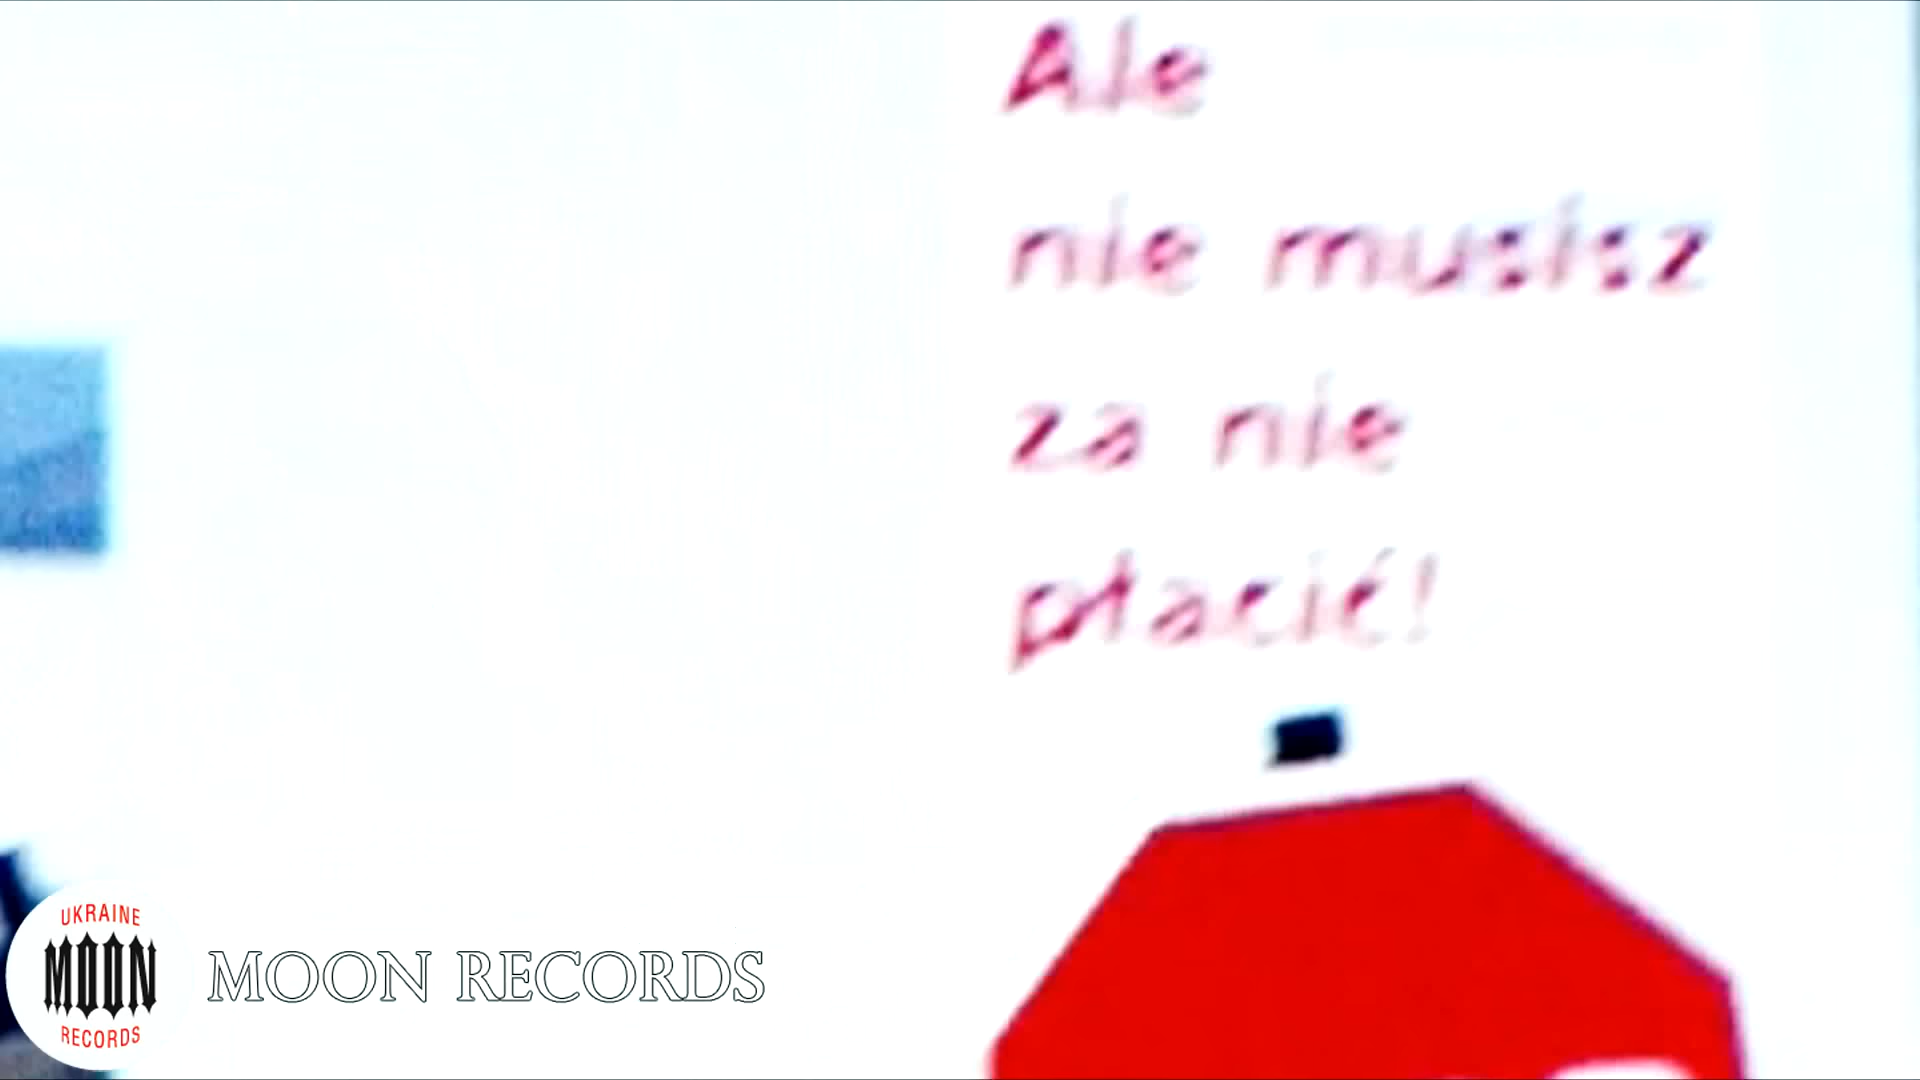 Ale
nie musisz
za nie
płacić!
UKRAINE
MOON
RECORDS
MOON RECORDS